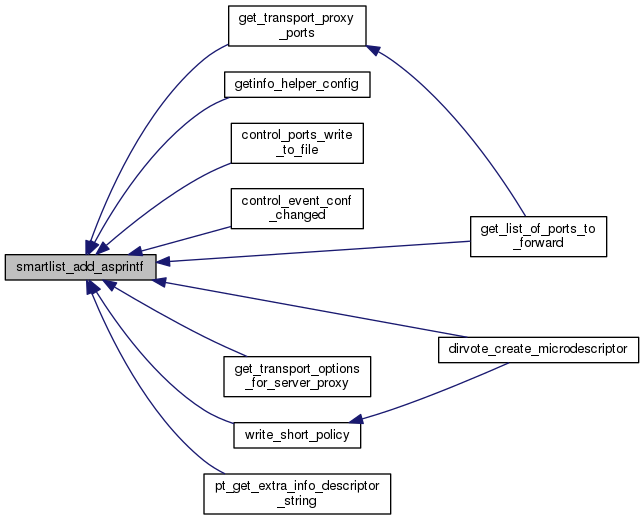 get_transport_proxy
_ports
getinfo_helper_config
control_ports_write
_to_file
control_event_conf
_changed
get_list_of_ports_to
_forward
smartlist_add_asprintf
dirvote_create_microdescriptor
get_transport_options
_for_server_proxy
write_short_policy
pt_get_extra_info_descriptor
_string